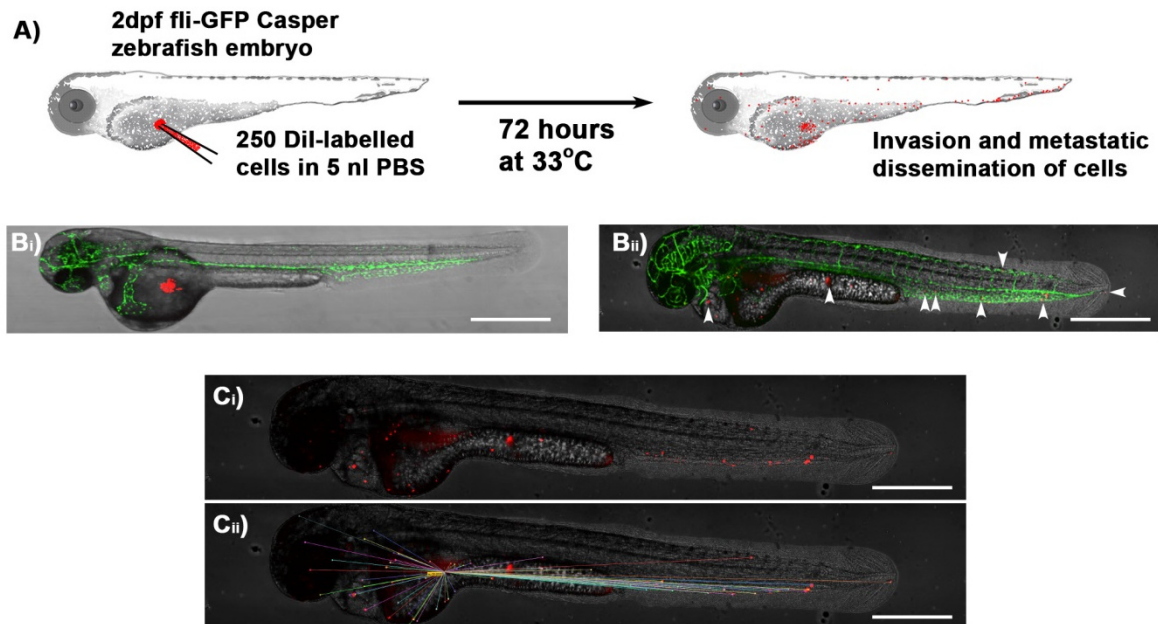 A)
2dpf fli-GFP Casper
zebrafish embryo
250 DiI-labelled
cells in 5 nl PBS
72 hours
at 33°C
Invasion and metastatic
dissemination of cells
Bi)
Bii)
Ci)
Cii)